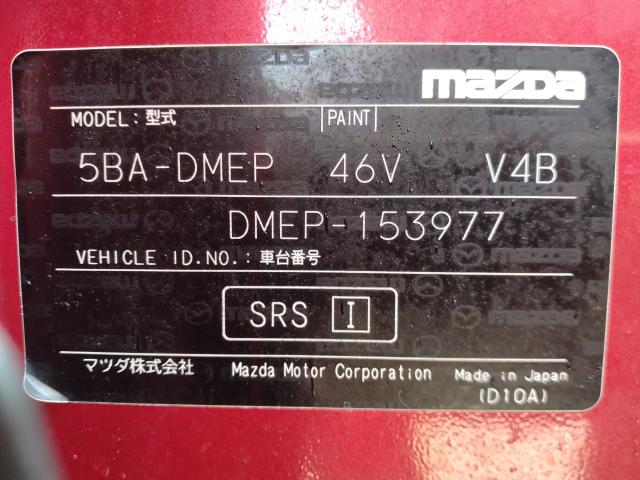 mazda
MODEL:型式 |PAINT|
5BA-DMEP 46V V4B
DMEP-153977
VEHICLE ID.NO.:車台番号
SRS I
マツダ株式会社 Mazda Motor Corporation Made in Japan
(D10A)